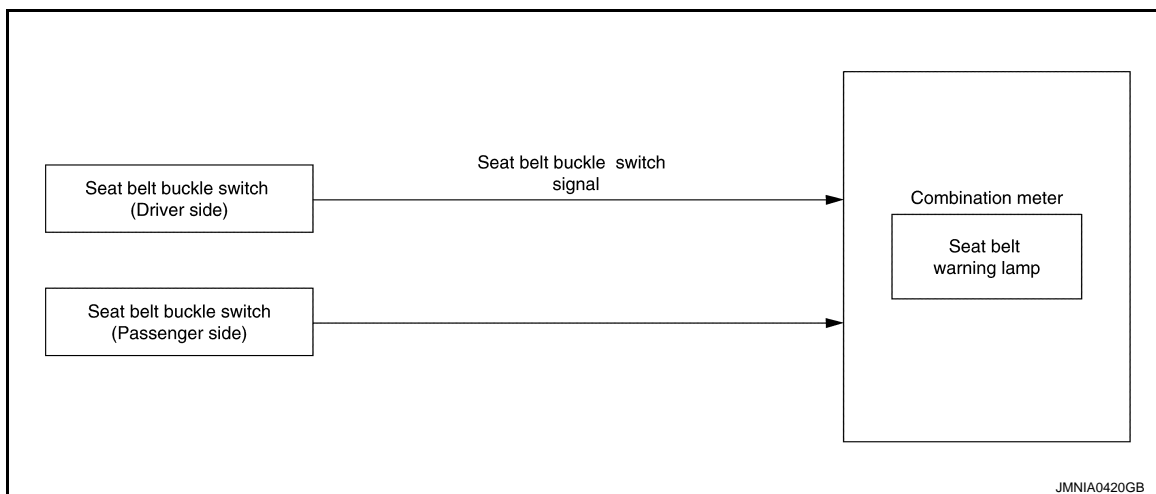 Seat belt buckle switch
(Driver side)
Seat belt buckle switch
signal
Combination meter
Seat belt
warning lamp
Seat belt buckle switch
(Passenger side)
JMNIA0420GB